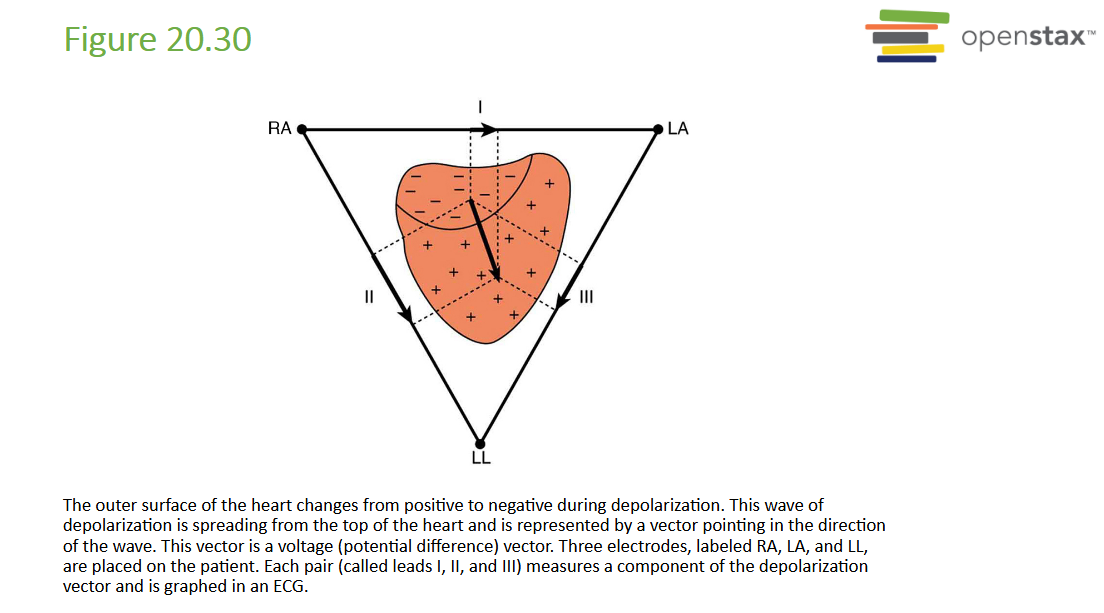 Figure 20.30
openstax™
I
RA
LA
II
III
LL
The outer surface of the heart changes from positive to negative during depolarization. This wave of
depolarization is spreading from the top of the heart and is represented by a vector pointing in the direction
of the wave. This vector is a voltage (potential difference) vector. Three electrodes, labeled RA, LA, and LL,
are placed on the patient. Each pair (called leads I, II, and III) measures a component of the depolarization
vector and is graphed in an ECG.